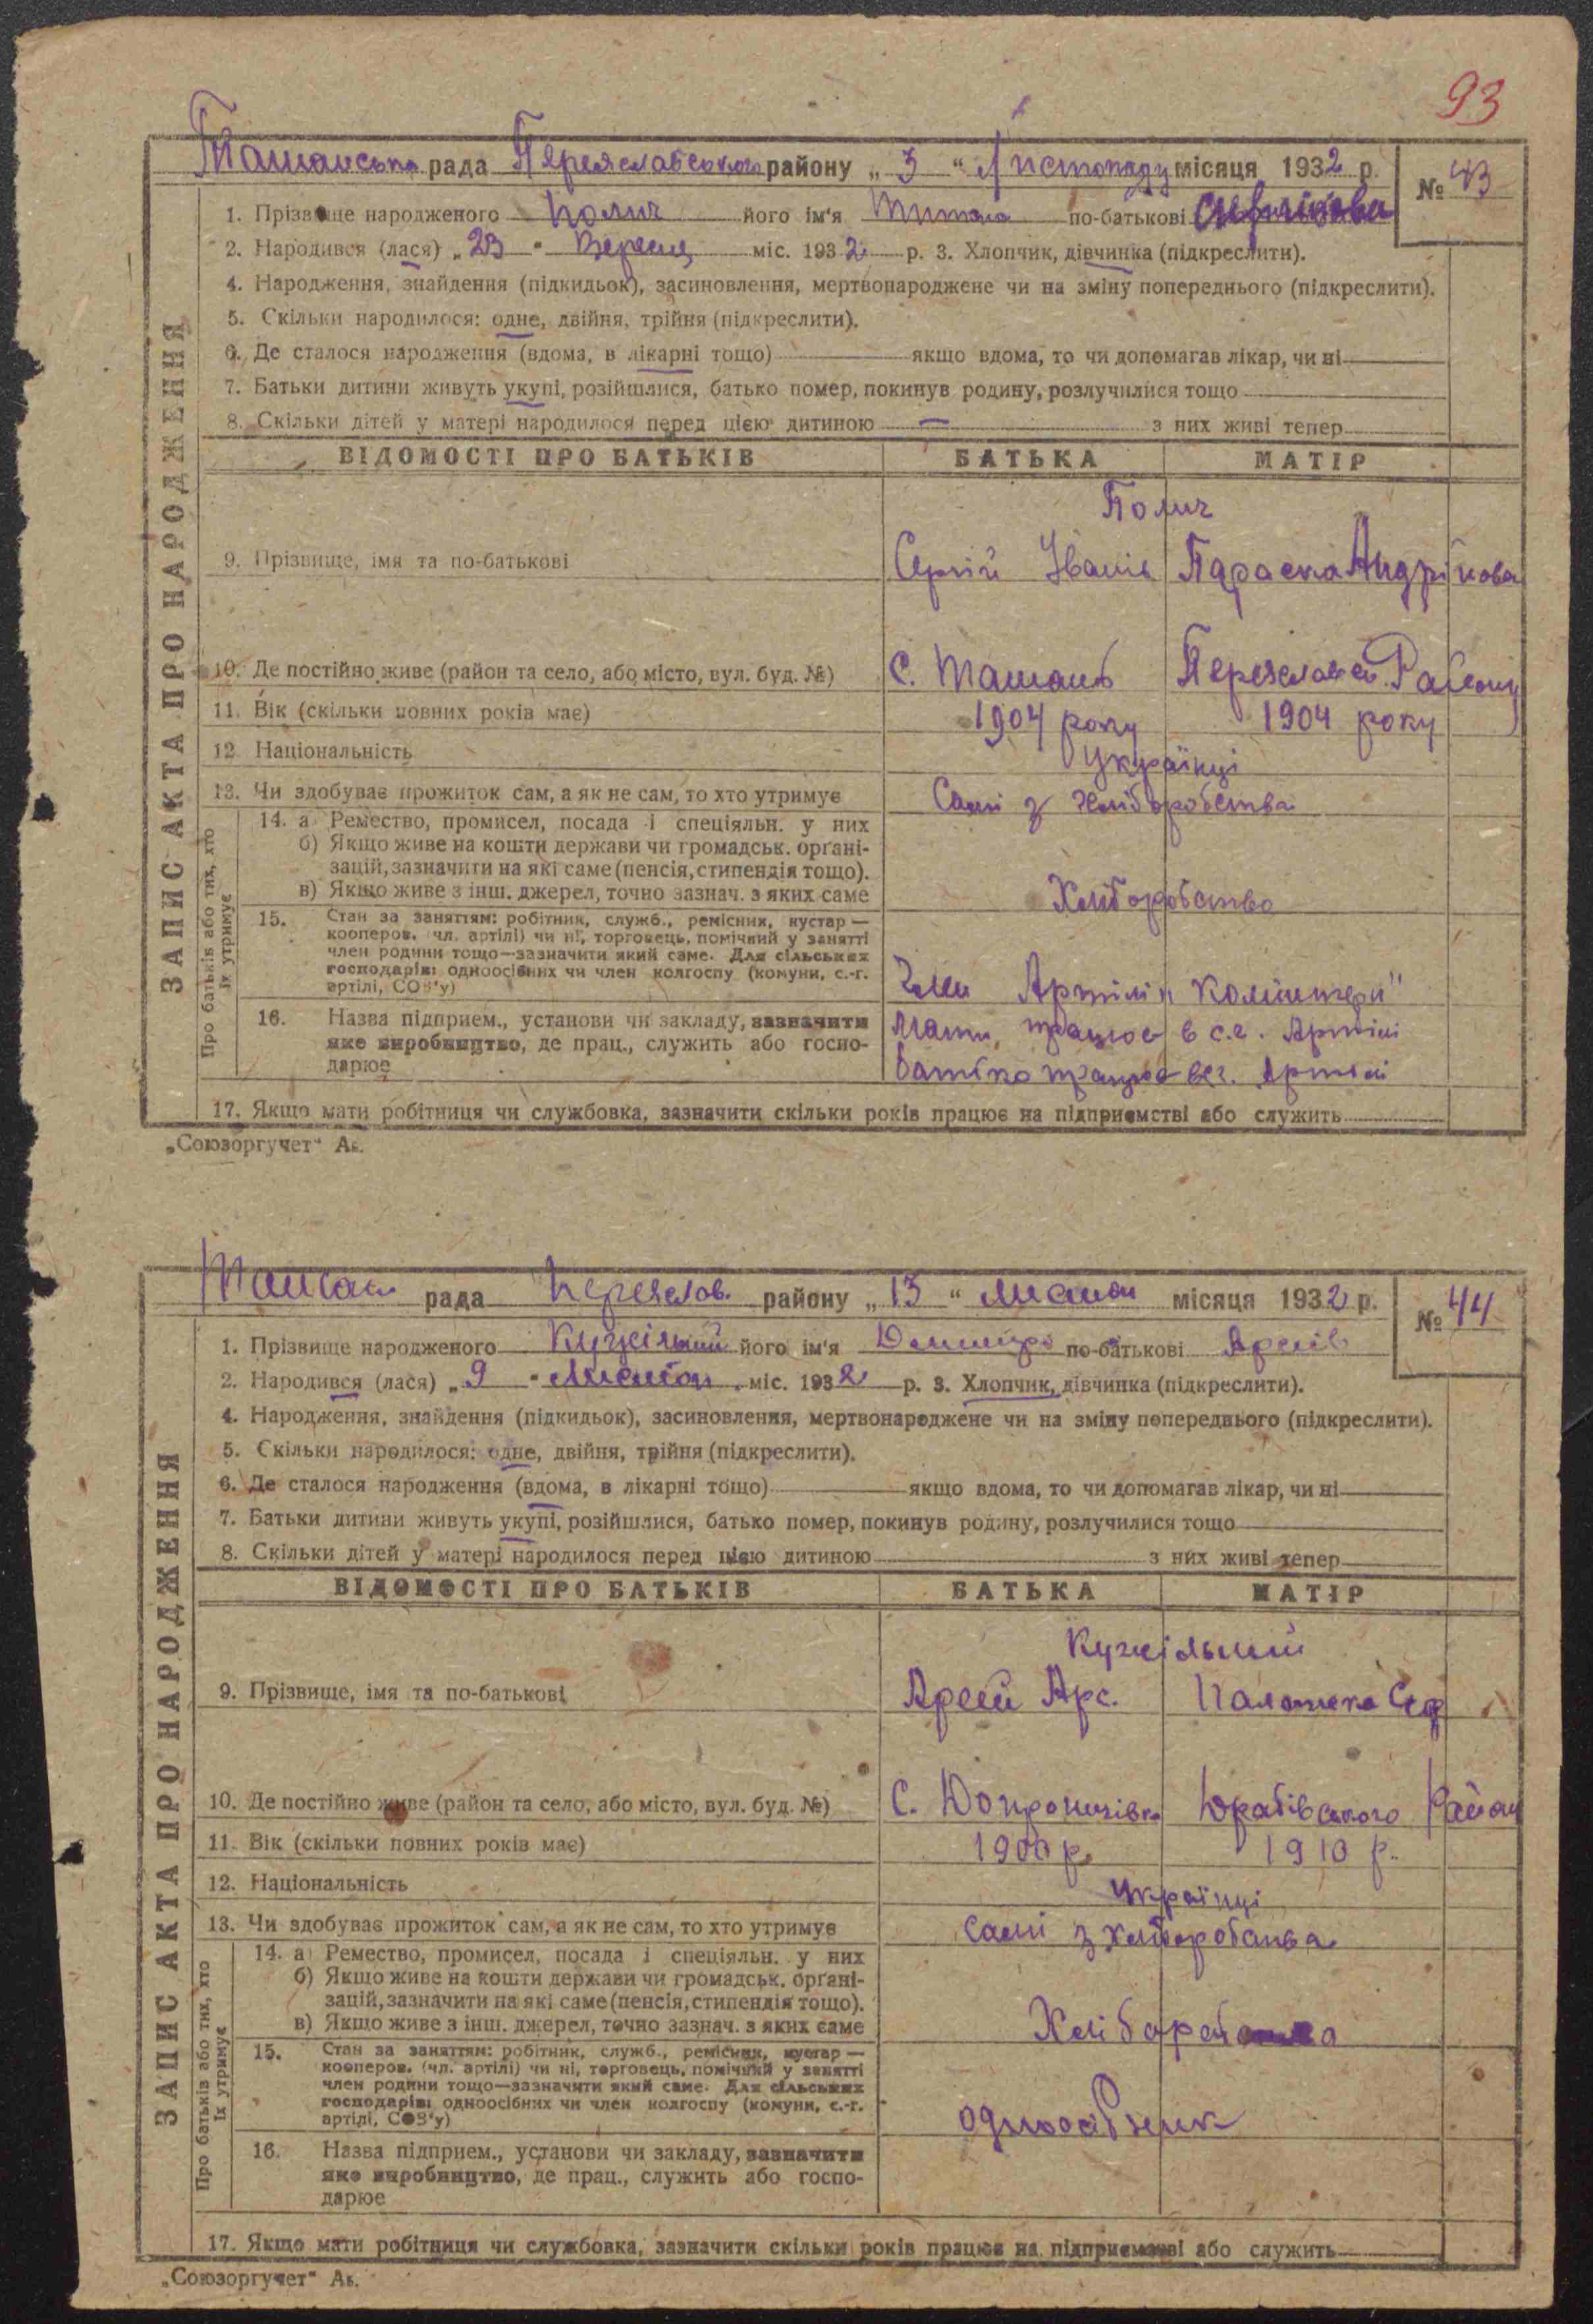 93
Ташанська рада Переяславського району „3“ Листопаду місяця 1932 р. № 43
1. Прізвище народженого Полич його ім'я по-батькові
2. Народився (лася) „23“ Вересня міс. 1932 р. 3. Хлопчик, дівчинка (підкреслити).
4. Народження, знайдення (підкидьок), засиновлення, мертвонароджене чи на зміну попереднього (підкреслити).
5. Скільки народилося: одне, двійня, трійня (підкреслити).
6. Де сталося народження (вдома, в лікарні тощо) якщо вдома, то чи допомагав лікар, чи ні
7. Батьки дитини живуть укупі, розійшлися, батько помер, покинув родину, розлучилися тощо
8. Скільки дітей у матері народилося перед цією дитиною — з них живі тепер
ВІДОМОСТІ ПРО БАТЬКІВ БАТЬКА МАТІР
Полич
9. Прізвище, імя та по-батькові Сергій Іванів Параска Андрійова
10. Де постійно живе (район та село, або місто, вул. буд. №) С. Ташань Переяславськ. Району
11. Вік (скільки повних років має) 1904 року 1904 року
12. Національність Українці
13. Чи здобуває прожиток сам, а як не сам, то хто утримує Самі з хліборобства
14. а) Ремество, промисел, посада і спеціяльн. у них
б) Якщо живе на кошти держави чи громадськ. орґані-
зацій, зазначити на які саме (пенсія, стипендія тощо).
в) Якщо живе з інш. джерел, точно зазнач. з яких саме Хліборобство
15. Стан за заняттям: робітник, служб., ремісник, кустар —
кооперов. (чл. артілі) чи ні, торговець, помічний у занятті
член родини тощо—зазначити який саме. Для сільських
господарів: одноосібних чи член колгоспу (комуни, с.-г.
артілі, СОЗ'у) Член Артілі „Комінтерн"
16. Назва підприєм., установи чи закладу, зазначити Мати працює в с.г. Артілі
яке виробництво, де прац., служить або госпо-
дарює батько працює в с.г. Артілі
17. Якщо мати робітниця чи службовка, зазначити скільки років працює на підприємстві або служить
ЗАПИС АКТА ПРО НАРОДЖЕННЯ
Про батьків або тих, хто
їх утримує
„Союзоргучет“
рада Переяслав. району „13“ місяця 1932 р. № 44
1. Прізвище народженого Кужільний його ім'я по-батькові
2. Народився (лася) „9“ міс. 1932 р. 3. Хлопчик, дівчинка (підкреслити).
4. Народження, знайдення (підкидьок), засиновлення, мертвонароджене чи на зміну попереднього (підкреслити).
5. Скільки народилося: одне, двійня, трійня (підкреслити).
6. Де сталося народження (вдома, в лікарні тощо) якщо вдома, то чи допомагав лікар, чи ні
7. Батьки дитини живуть укупі, розійшлися, батько помер, покинув родину, розлучилися тощо
8. Скільки дітей у матері народилося перед цією дитиною з них живі тепер
ВІДОМОСТІ ПРО БАТЬКІВ БАТЬКА МАТІР
Кужільний
9. Прізвище, імя та по-батькові Арс.
10. Де постійно живе (район та село, або місто, вул. буд. №) С.
11. Вік (скільки повних років має) 1900 р. 1910 р.
12. Національність Українці
13. Чи здобуває прожиток сам, а як не сам, то хто утримує самі з хліборобства
14. а) Ремество, промисел, посада і спеціяльн. у них
б) Якщо живе на кошти держави чи громадськ. орґані-
зацій, зазначити на які саме (пенсія, стипендія тощо).
в) Якщо живе з інш. джерел, точно зазнач. з яких саме
15. Стан за заняттям: робітник, служб., ремісник, кустар —
кооперов. (чл. артілі) чи ні, торговець, помічний у занятті
член родини тощо—зазначити який саме. Для сільських
господарів: одноосібних чи член колгоспу (комуни, с.-г.
артілі, СОЗ'у) одноосібник
16. Назва підприєм., установи чи закладу, зазначити
яке виробництво, де прац., служить або госпо-
дарює
17. Якщо мати робітниця чи службовка, зазначити скільки років працює на підприємстві або служить
ЗАПИС АКТА ПРО НАРОДЖЕННЯ
Про батьків або тих, хто
їх утримує
„Союзоргучет“